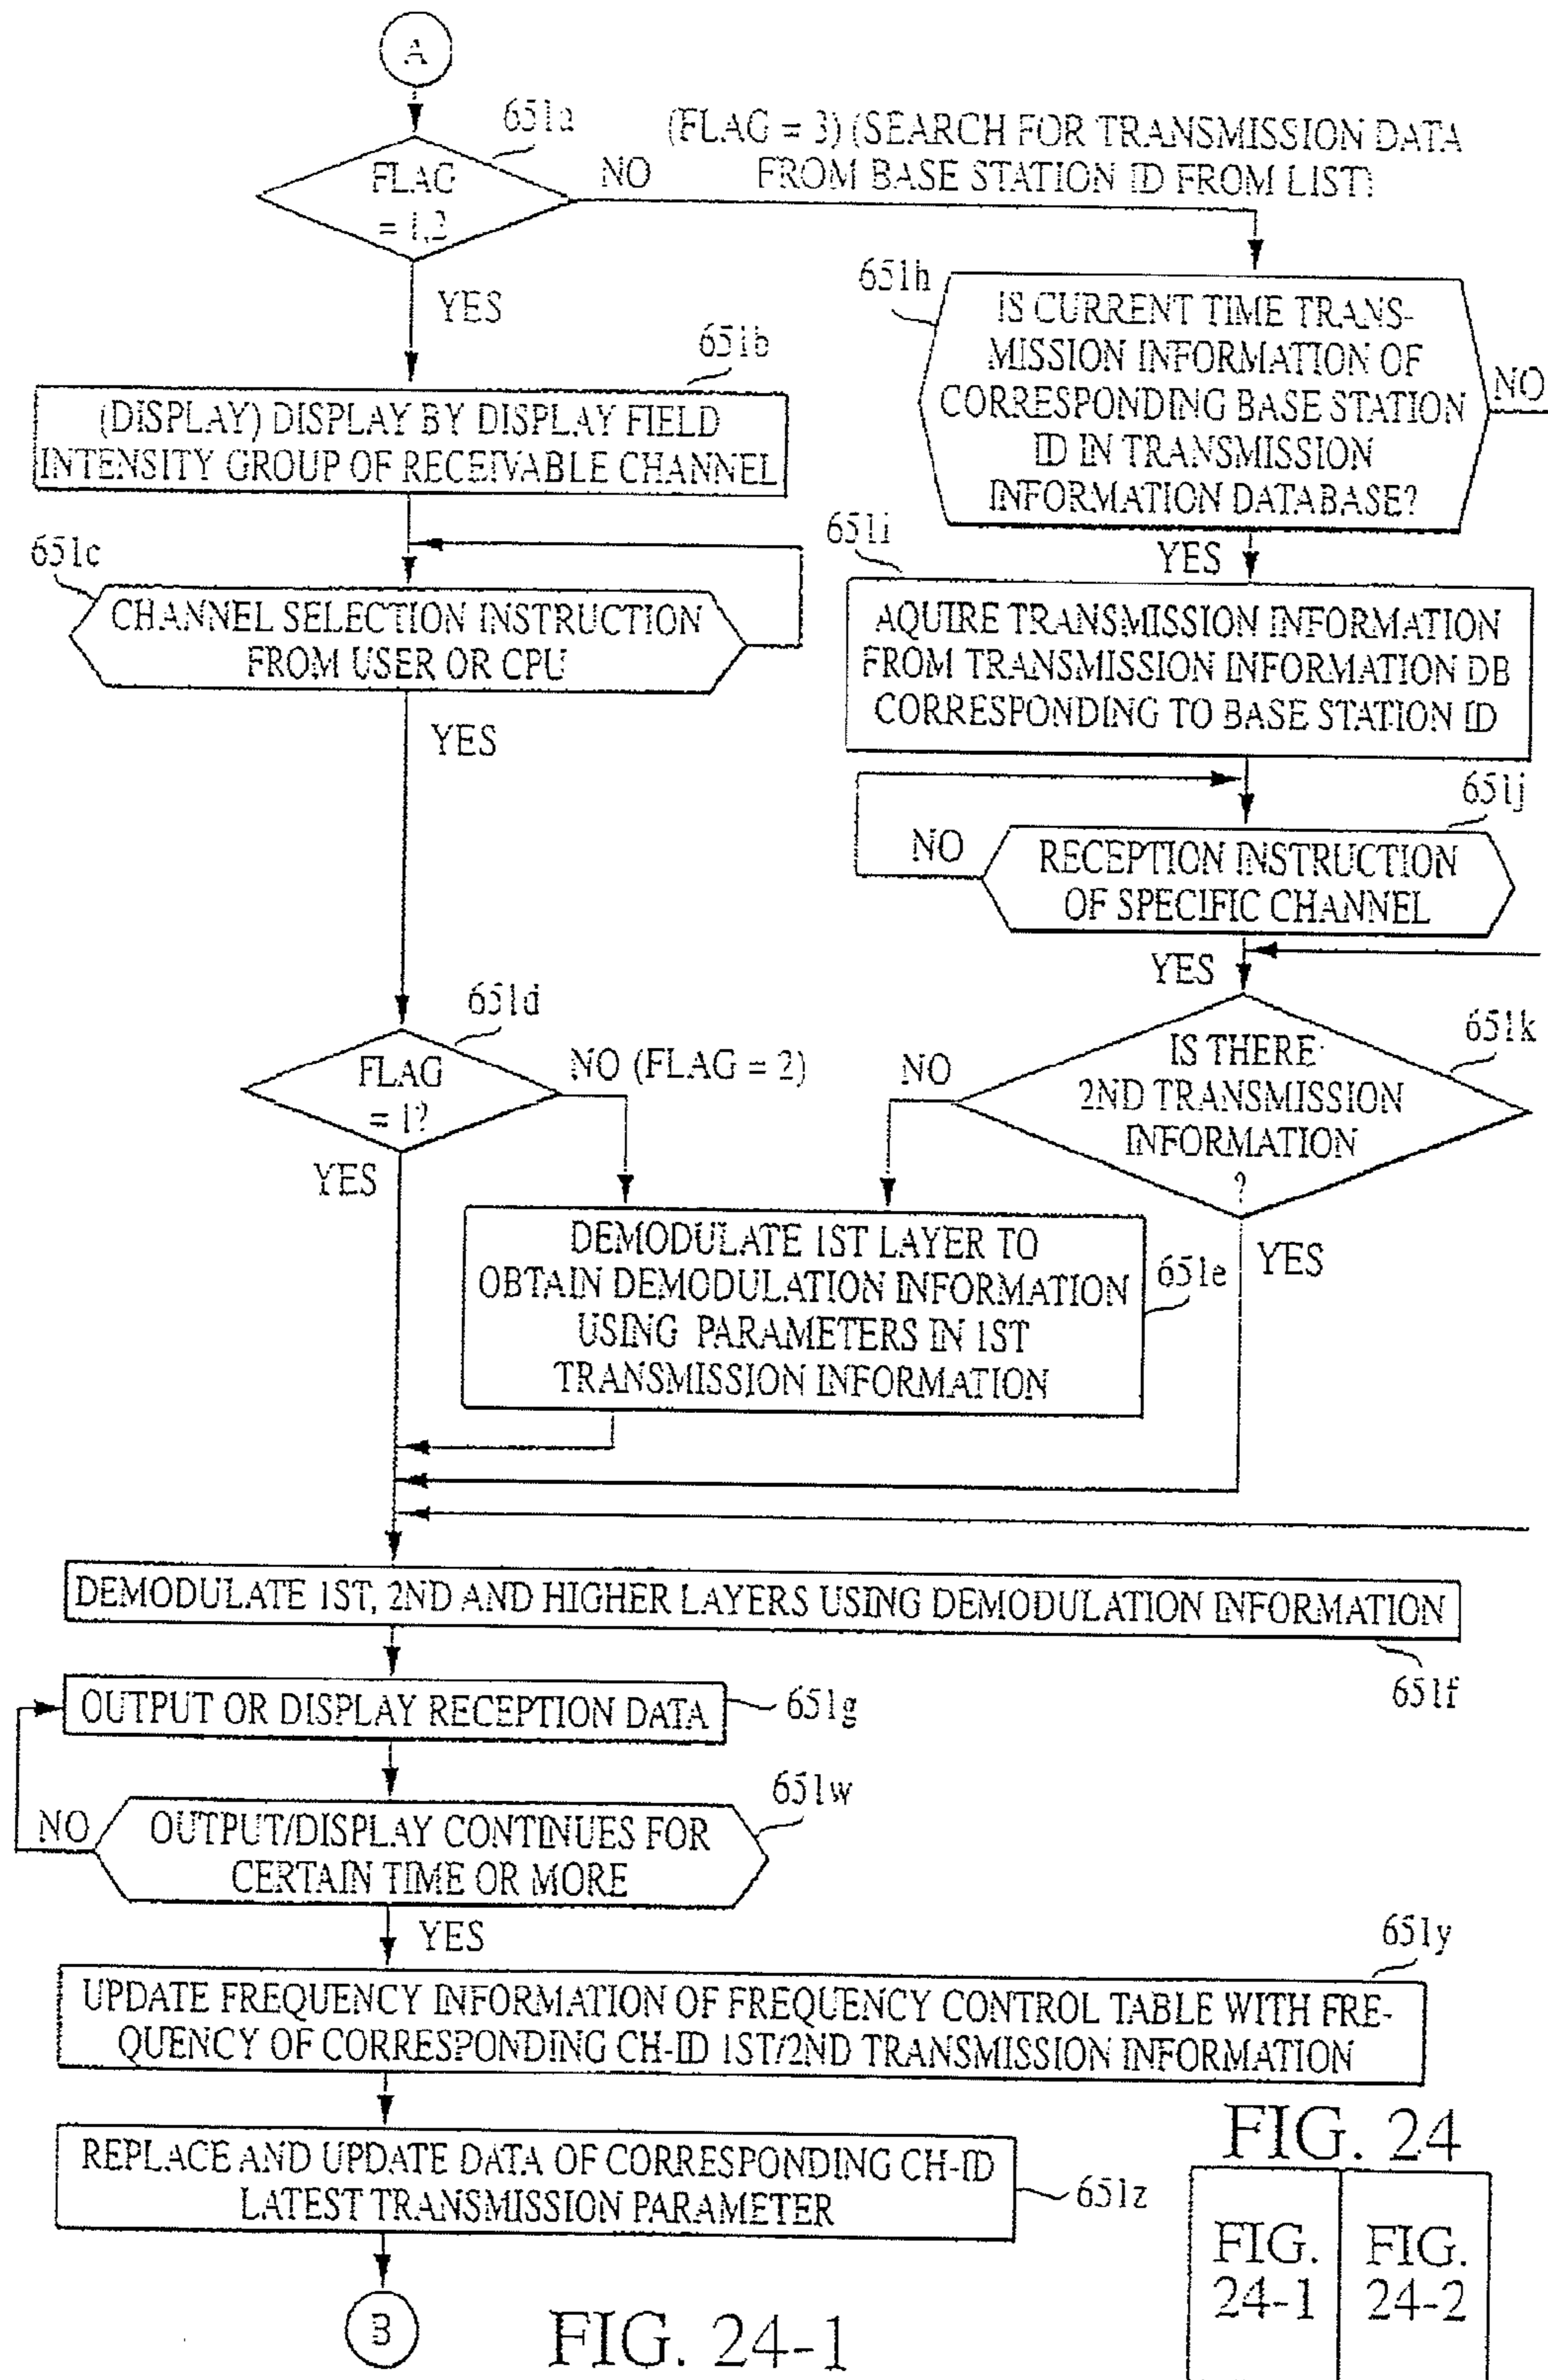 A
651a
(FLAG = 3) (SEARCH FOR TRANSMISSION DATA
FROM BASE STATION ID FROM LIST)
FLAG
= 1,2
NO
YES
651h
IS CURRENT TIME TRANS-
MISSION INFORMATION OF
CORRESPONDING BASE STATION
ID IN TRANSMISSION
INFORMATION DATABASE?
NO
YES
651b
(DISPLAY) DISPLAY BY DISPLAY FIELD
INTENSITY GROUP OF RECEIVABLE CHANNEL
651c
CHANNEL SELECTION INSTRUCTION
FROM USER OR CPU
YES
651i
AQUIRE TRANSMISSION INFORMATION
FROM TRANSMISSION INFORMATION DB
CORRESPONDING TO BASE STATION ID
651j
NO
RECEPTION INSTRUCTION
OF SPECIFIC CHANNEL
YES
651d
FLAG
= 1?
NO (FLAG = 2)
YES
651k
IS THERE
2ND TRANSMISSION
INFORMATION
?
NO
YES
DEMODULATE 1ST LAYER TO
OBTAIN DEMODULATION INFORMATION
USING PARAMETERS IN 1ST
TRANSMISSION INFORMATION
651e
DEMODULATE 1ST, 2ND AND HIGHER LAYERS USING DEMODULATION INFORMATION
651f
OUTPUT OR DISPLAY RECEPTION DATA
651g
651w
NO
OUTPUT/DISPLAY CONTINUES FOR
CERTAIN TIME OR MORE
YES
651y
UPDATE FREQUENCY INFORMATION OF FREQUENCY CONTROL TABLE WITH FRE-
QUENCY OF CORRESPONDING CH-ID 1ST/2ND TRANSMISSION INFORMATION
REPLACE AND UPDATE DATA OF CORRESPONDING CH-ID
LATEST TRANSMISSION PARAMETER
651z
B
FIG. 24-1
FIG. 24
FIG.
24-1
FIG.
24-2